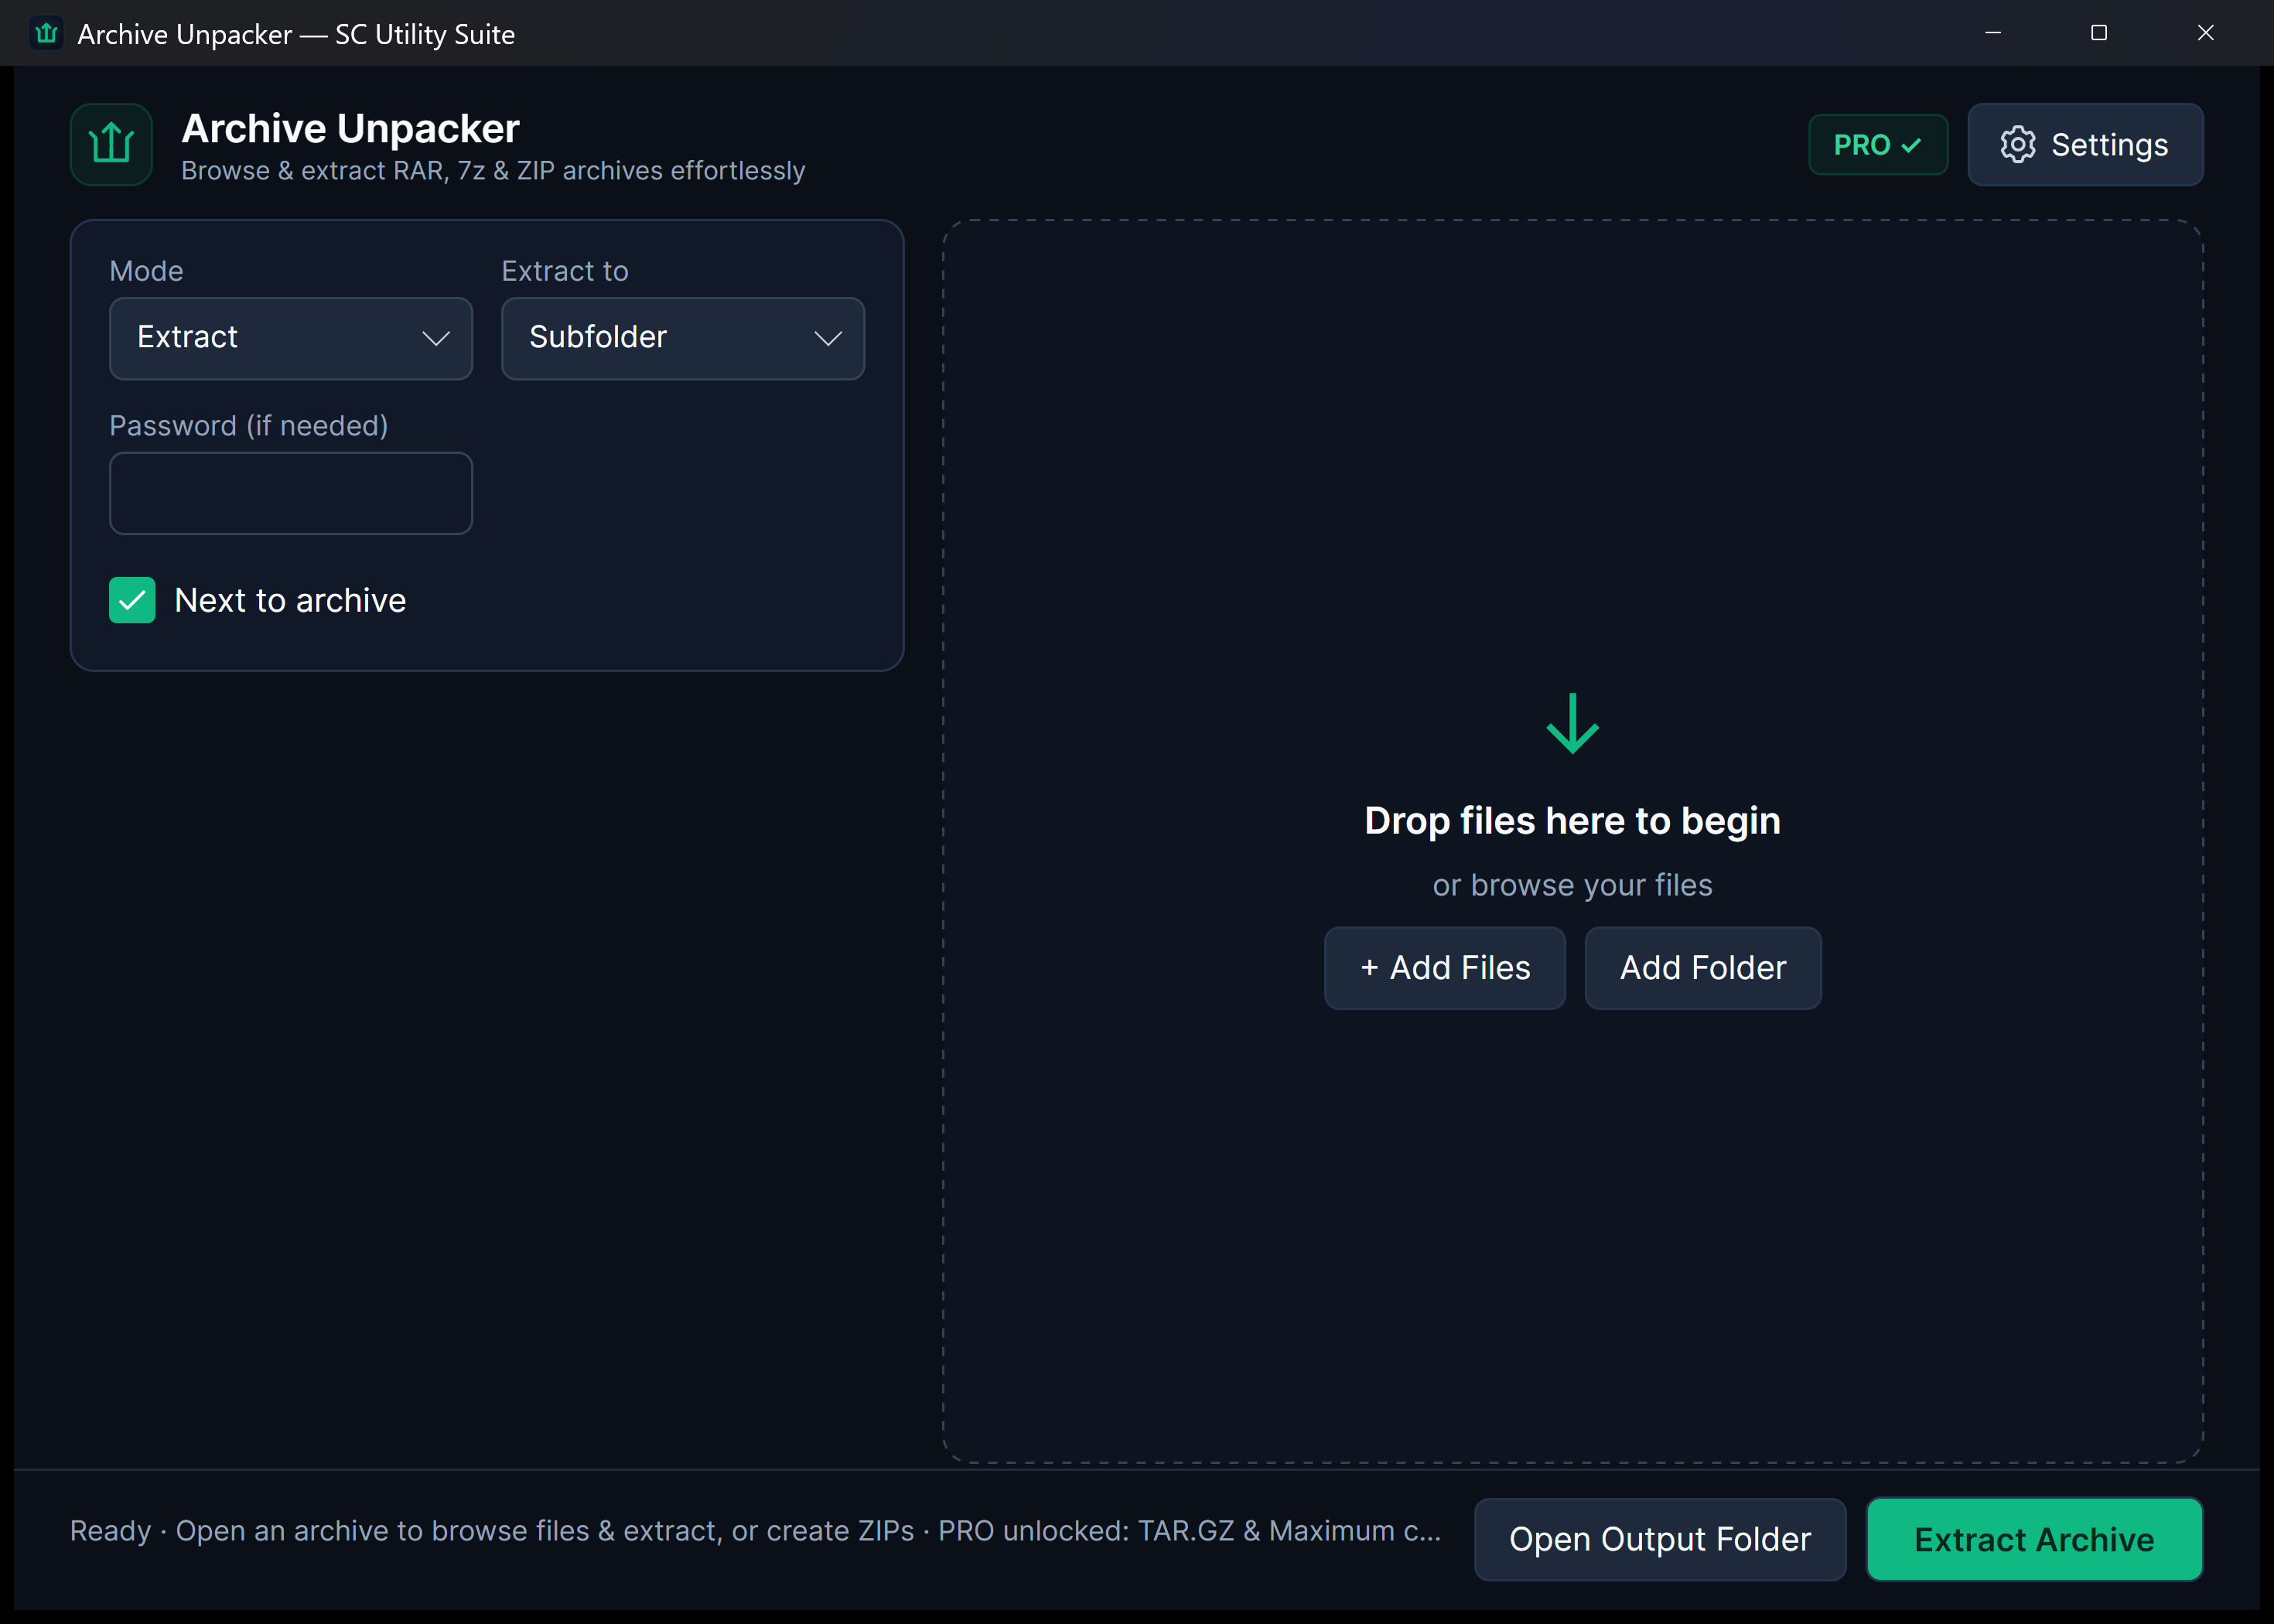 Archive Unpacker — SC Utility Suite
Archive Unpacker
Browse & extract RAR, 7z & ZIP archives effortlessly
PRO ✓
Settings
Mode
Extract to
Extract
Subfolder
Password (if needed)
Next to archive
Drop files here to begin
or browse your files
+ Add Files
Add Folder
Ready · Open an archive to browse files & extract, or create ZIPs · PRO unlocked: TAR.GZ & Maximum c...
Open Output Folder
Extract Archive